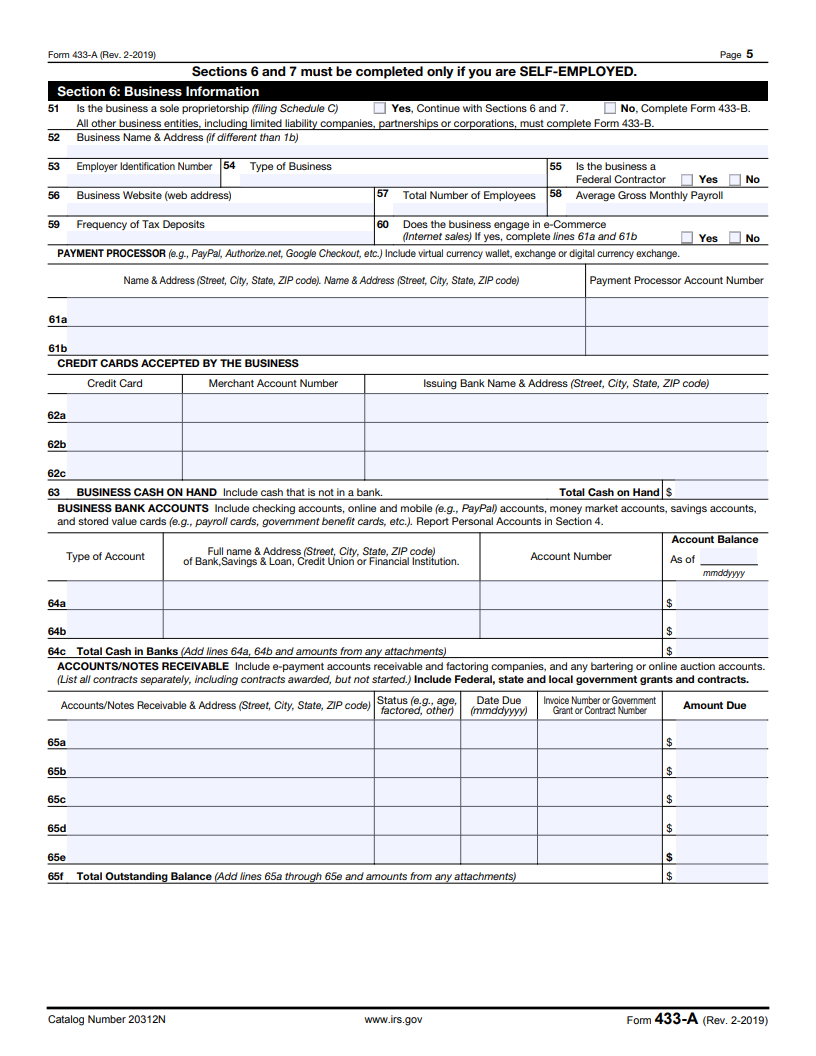 Form 433-A (Rev. 2-2019) Page 5
Sections 6 and 7 must be completed only if you are SELF-EMPLOYED.
Section 6: Business Information
51 Is the business a sole proprietorship (filing Schedule C) Yes, Continue with Sections 6 and 7. No, Complete Form 433-B.
All other business entities, including limited liability companies, partnerships or corporations, must complete Form 433-B.
52 Business Name & Address (if different than 1b)
53 Employer Identification Number 54 Type of Business 55 Is the business a
Federal Contractor Yes No
56 Business Website (web address) 57 Total Number of Employees 58 Average Gross Monthly Payroll
59 Frequency of Tax Deposits 60 Does the business engage in e-Commerce
(Internet sales) If yes, complete lines 61a and 61b Yes No
PAYMENT PROCESSOR (e.g., PayPal, Authorize.net, Google Checkout, etc.) Include virtual currency wallet, exchange or digital currency exchange.
Name & Address (Street, City, State, ZIP code). Name & Address (Street, City, State, ZIP code) Payment Processor Account Number
61a
61b
CREDIT CARDS ACCEPTED BY THE BUSINESS
Credit Card Merchant Account Number Issuing Bank Name & Address (Street, City, State, ZIP code)
62a
62b
62c
63 BUSINESS CASH ON HAND Include cash that is not in a bank. Total Cash on Hand $
BUSINESS BANK ACCOUNTS Include checking accounts, online and mobile (e.g., PayPal) accounts, money market accounts, savings accounts,
and stored value cards (e.g., payroll cards, government benefit cards, etc.). Report Personal Accounts in Section 4.
Type of Account Full name & Address (Street, City, State, ZIP code)
of Bank,Savings & Loan, Credit Union or Financial Institution. Account Number Account Balance
As of
mmddyyyy
64a $
64b $
64c Total Cash in Banks (Add lines 64a, 64b and amounts from any attachments) $
ACCOUNTS/NOTES RECEIVABLE Include e-payment accounts receivable and factoring companies, and any bartering or online auction accounts.
(List all contracts separately, including contracts awarded, but not started.) Include Federal, state and local government grants and contracts.
Accounts/Notes Receivable & Address (Street, City, State, ZIP code) Status (e.g., age,
factored, other) Date Due
(mmddyyyy) Invoice Number or Government
Grant or Contract Number Amount Due
65a $
65b $
65c $
65d $
65e $
65f Total Outstanding Balance (Add lines 65a through 65e and amounts from any attachments) $
Catalog Number 20312N www.irs.gov Form 433-A (Rev. 2-2019)